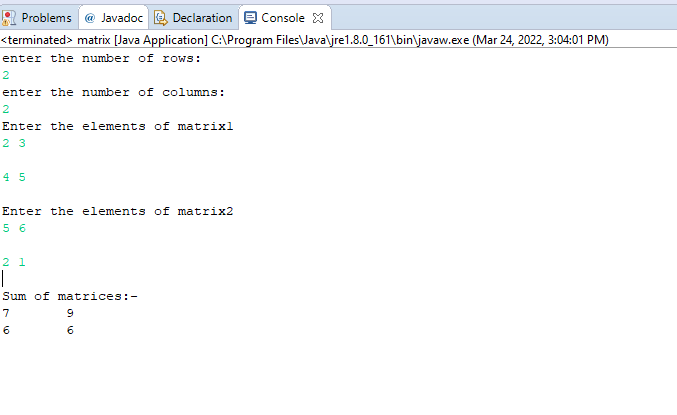 Problems @ Javadoc Declaration Console
<terminated> matrix [Java Application] C:\Program Files\Java\jre1.8.0_161\bin\javaw.exe (Mar 24, 2022, 3:04:01 PM)
enter the number of rows:
2
enter the number of columns:
2
Enter the elements of matrix1
2 3
4 5
Enter the elements of matrix2
5 6
2 1
Sum of matrices:-
7 9
6 6